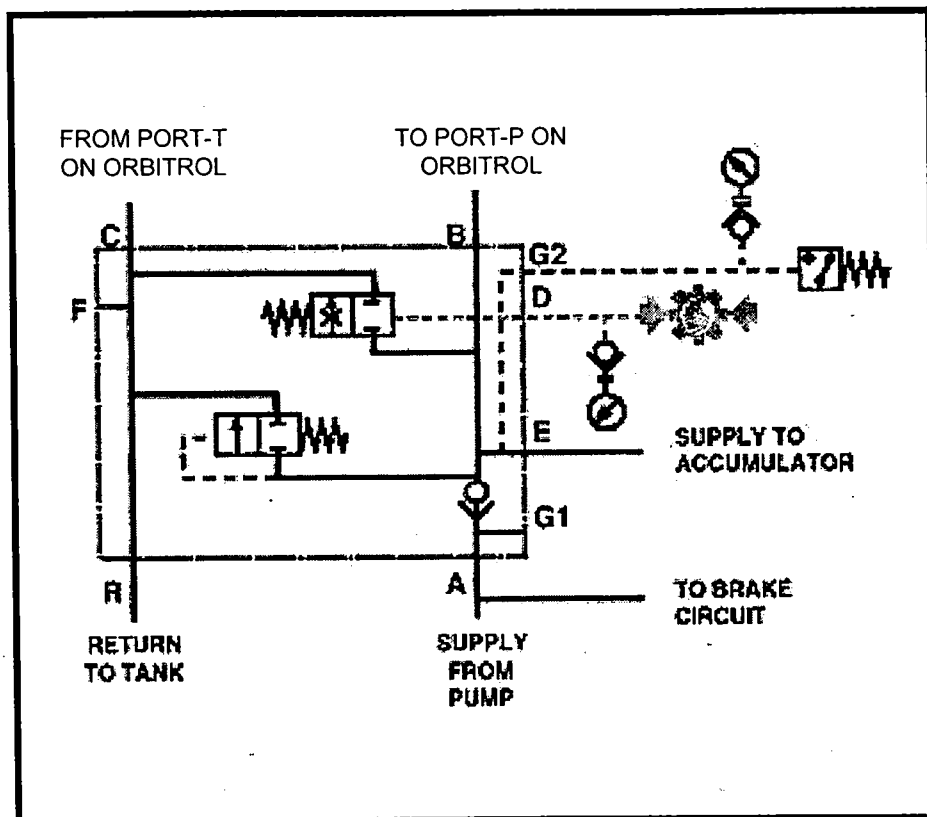 FROM PORT-T
ON ORBITROL
TO PORT-P ON
ORBITROL
C
B
G2
D
F
E
SUPPLY TO
ACCUMULATOR
G1
R
A
TO BRAKE
CIRCUIT
RETURN
TO TANK
SUPPLY
FROM
PUMP